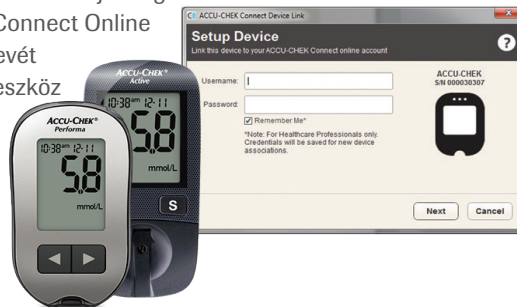 Connect Online
evét
eszköz
ACCU-CHEK Connect Device Link
Setup Device
Link this device to your ACCU-CHEK Connect online account
?
Username:
Password:
Remember Me*
*Note: For Healthcare Professionals only.
Credentials will be saved for new device
associations.
ACCU-CHEK
S/N 000030307
Next
Cancel
ACCU-CHEK®
Active
10:38am 12-11
5.8
mmol/L
S
ACCU-CHEK®
Performa
10:38am 12-11
5.8
mmol/L